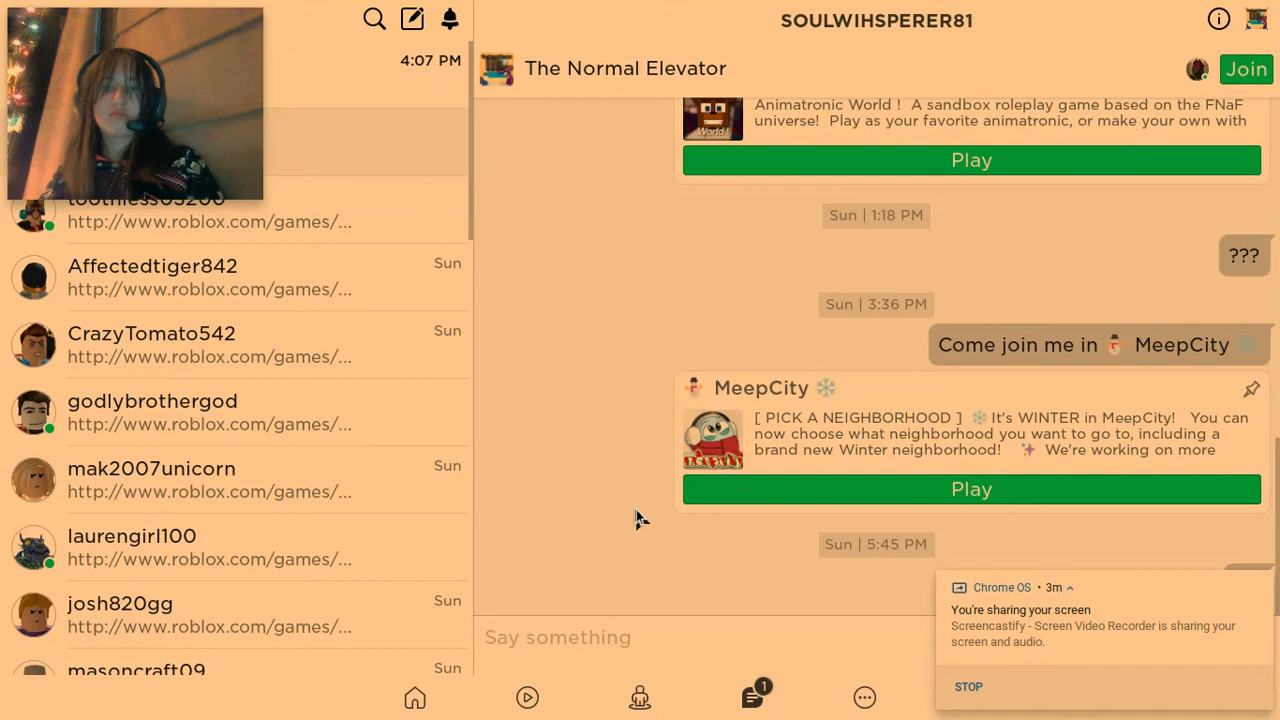 4:07 PM
toothless05200
http://www.roblox.com/games/...
Affectedtiger842
Sun
http://www.roblox.com/games/...
CrazyTomato542
Sun
http://www.roblox.com/games/...
godlybrothergod
http://www.roblox.com/games/...
mak2007unicorn
Sun
http://www.roblox.com/games/...
laurengirl100
http://www.roblox.com/games/...
josh820gg
Sun
http://www.roblox.com/games/...
masoncraft09
Sun
SOULWIHSPERER81
The Normal Elevator
Join
Animatronic World ! A sandbox roleplay game based on the FNaF
universe! Play as your favorite animatronic, or make your own with
World!
Play
Sun | 1:18 PM
???
Sun | 3:36 PM
Come join me in ⛄ MeepCity ❄
⛄ MeepCity ❄
[ PICK A NEIGHBORHOOD ] ❄ It's WINTER in MeepCity! You can
now choose what neighborhood you want to go to, including a
brand new Winter neighborhood! ✨ We're working on more
Play
Sun | 5:45 PM
Say something
Chrome OS • 3m
You're sharing your screen
Screencastify - Screen Video Recorder is sharing your
screen and audio.
STOP
1